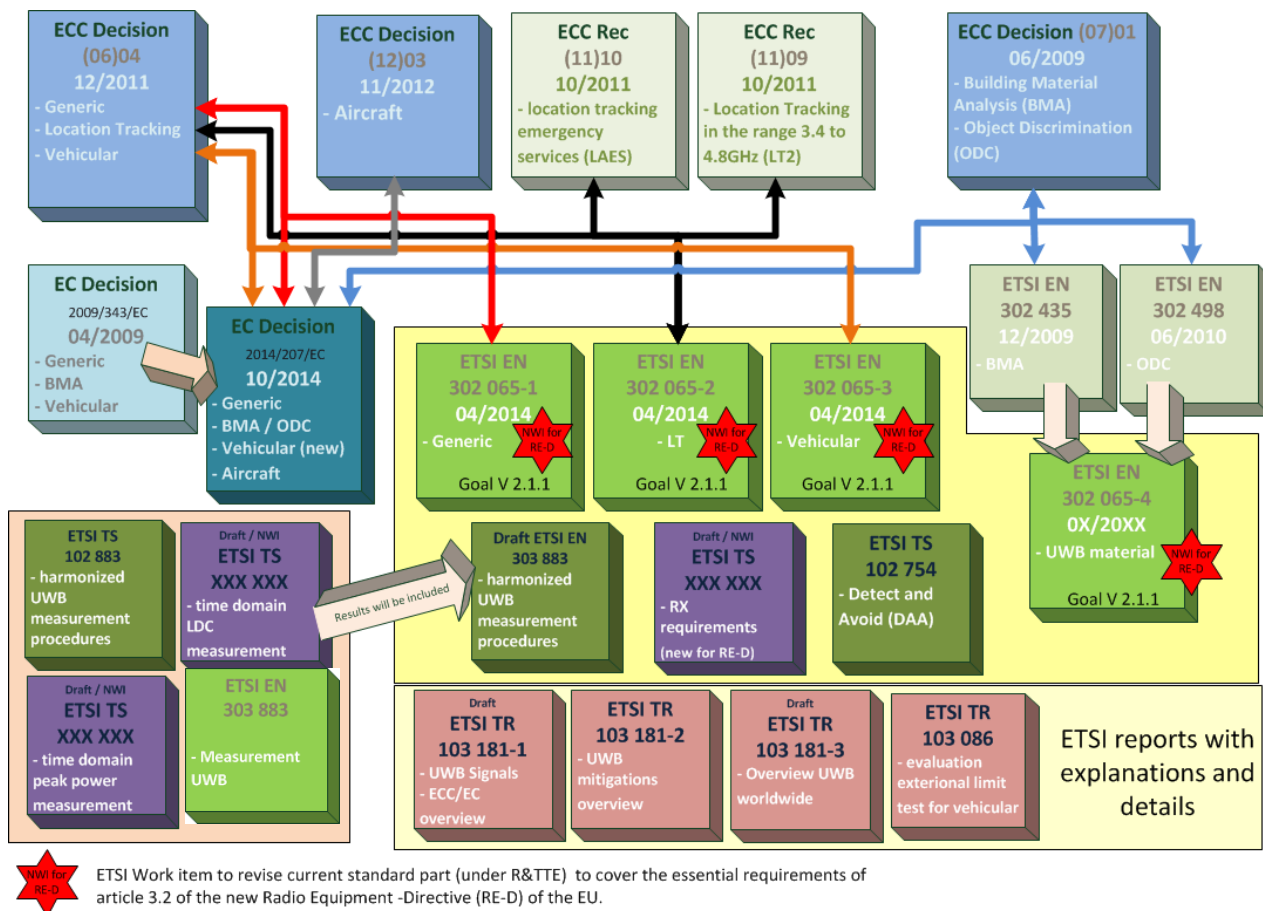 ECC Decision
(06)04
12/2011
- Generic
- Location Tracking
- Vehicular
ECC Decision
(12)03
11/2012
- Aircraft
ECC Rec
(11)10
10/2011
- location tracking
emergency
services (LAES)
ECC Rec
(11)09
10/2011
- Location Tracking
in the range 3.4 to
4.8GHz (LT2)
ECC Decision (07)01
06/2009
- Building Material
Analysis (BMA)
- Object Discrimination
(ODC)
EC Decision
2009/343/EC
04/2009
- Generic
- BMA
- Vehicular
EC Decision
2014/207/EC
10/2014
- Generic
- BMA / ODC
- Vehicular (new)
- Aircraft
ETSI EN
302 065-1
04/2014
- Generic
NWI for
RE-D
Goal V 2.1.1
ETSI EN
302 065-2
04/2014
- LT
NWI for
RE-D
Goal V 2.1.1
ETSI EN
302 065-3
04/2014
- Vehicular
NWI for
RE-D
Goal V 2.1.1
ETSI EN
302 435
12/2009
- BMA
ETSI EN
302 498
06/2010
- ODC
ETSI EN
302 065-4
0X/20XX
- UWB material
NWI for
RE-D
Goal V 2.1.1
ETSI TS
102 883
- harmonized
UWB
measurement
procedures
Draft / NWI
ETSI TS
XXX XXX
- time domain
LDC
measurement
Results will be included
Draft ETSI EN
303 883
- harmonized
UWB
measurement
procedures
Draft / NWI
ETSI TS
XXX XXX
- RX
requirements
(new for RE-D)
ETSI TS
102 754
- Detect and
Avoid (DAA)
Draft / NWI
ETSI TS
XXX XXX
- time domain
peak power
measurement
ETSI EN
303 883
- Measurement
UWB
Draft
ETSI TR
103 181-1
- UWB Signals
- ECC/EC
overview
ETSI TR
103 181-2
- UWB
mitigations
overview
Draft
ETSI TR
103 181-3
- Overview UWB
worldwide
ETSI TR
103 086
- evaluation
exterional limit
test for vehicular
ETSI reports with
explanations and
details
NWI for
RE-D
ETSI Work item to revise current standard part (under R&TTE) to cover the essential requirements of
article 3.2 of the new Radio Equipment -Directive (RE-D) of the EU.